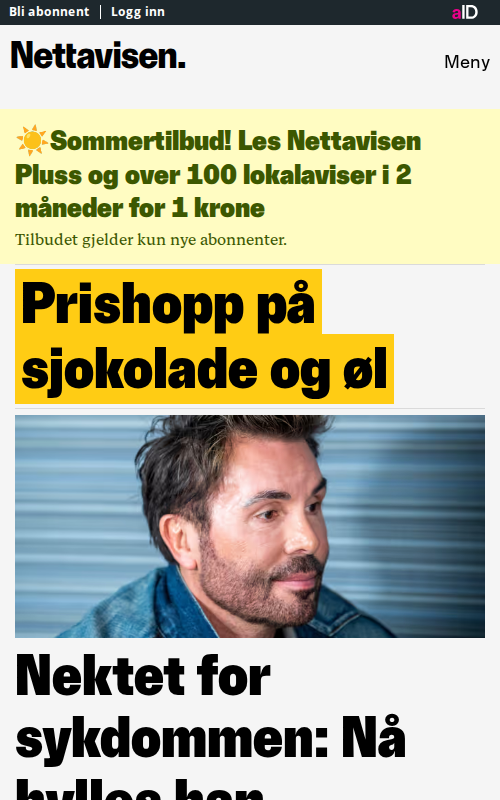 Bli abonnent | Logg inn
aID
Nettavisen.
Meny
☀️Sommertilbud! Les Nettavisen
Pluss og over 100 lokalaviser i 2
måneder for 1 krone
Tilbudet gjelder kun nye abonnenter.
Prishopp på
sjokolade og øl
Nektet for
sykdommen: Nå
hylles han